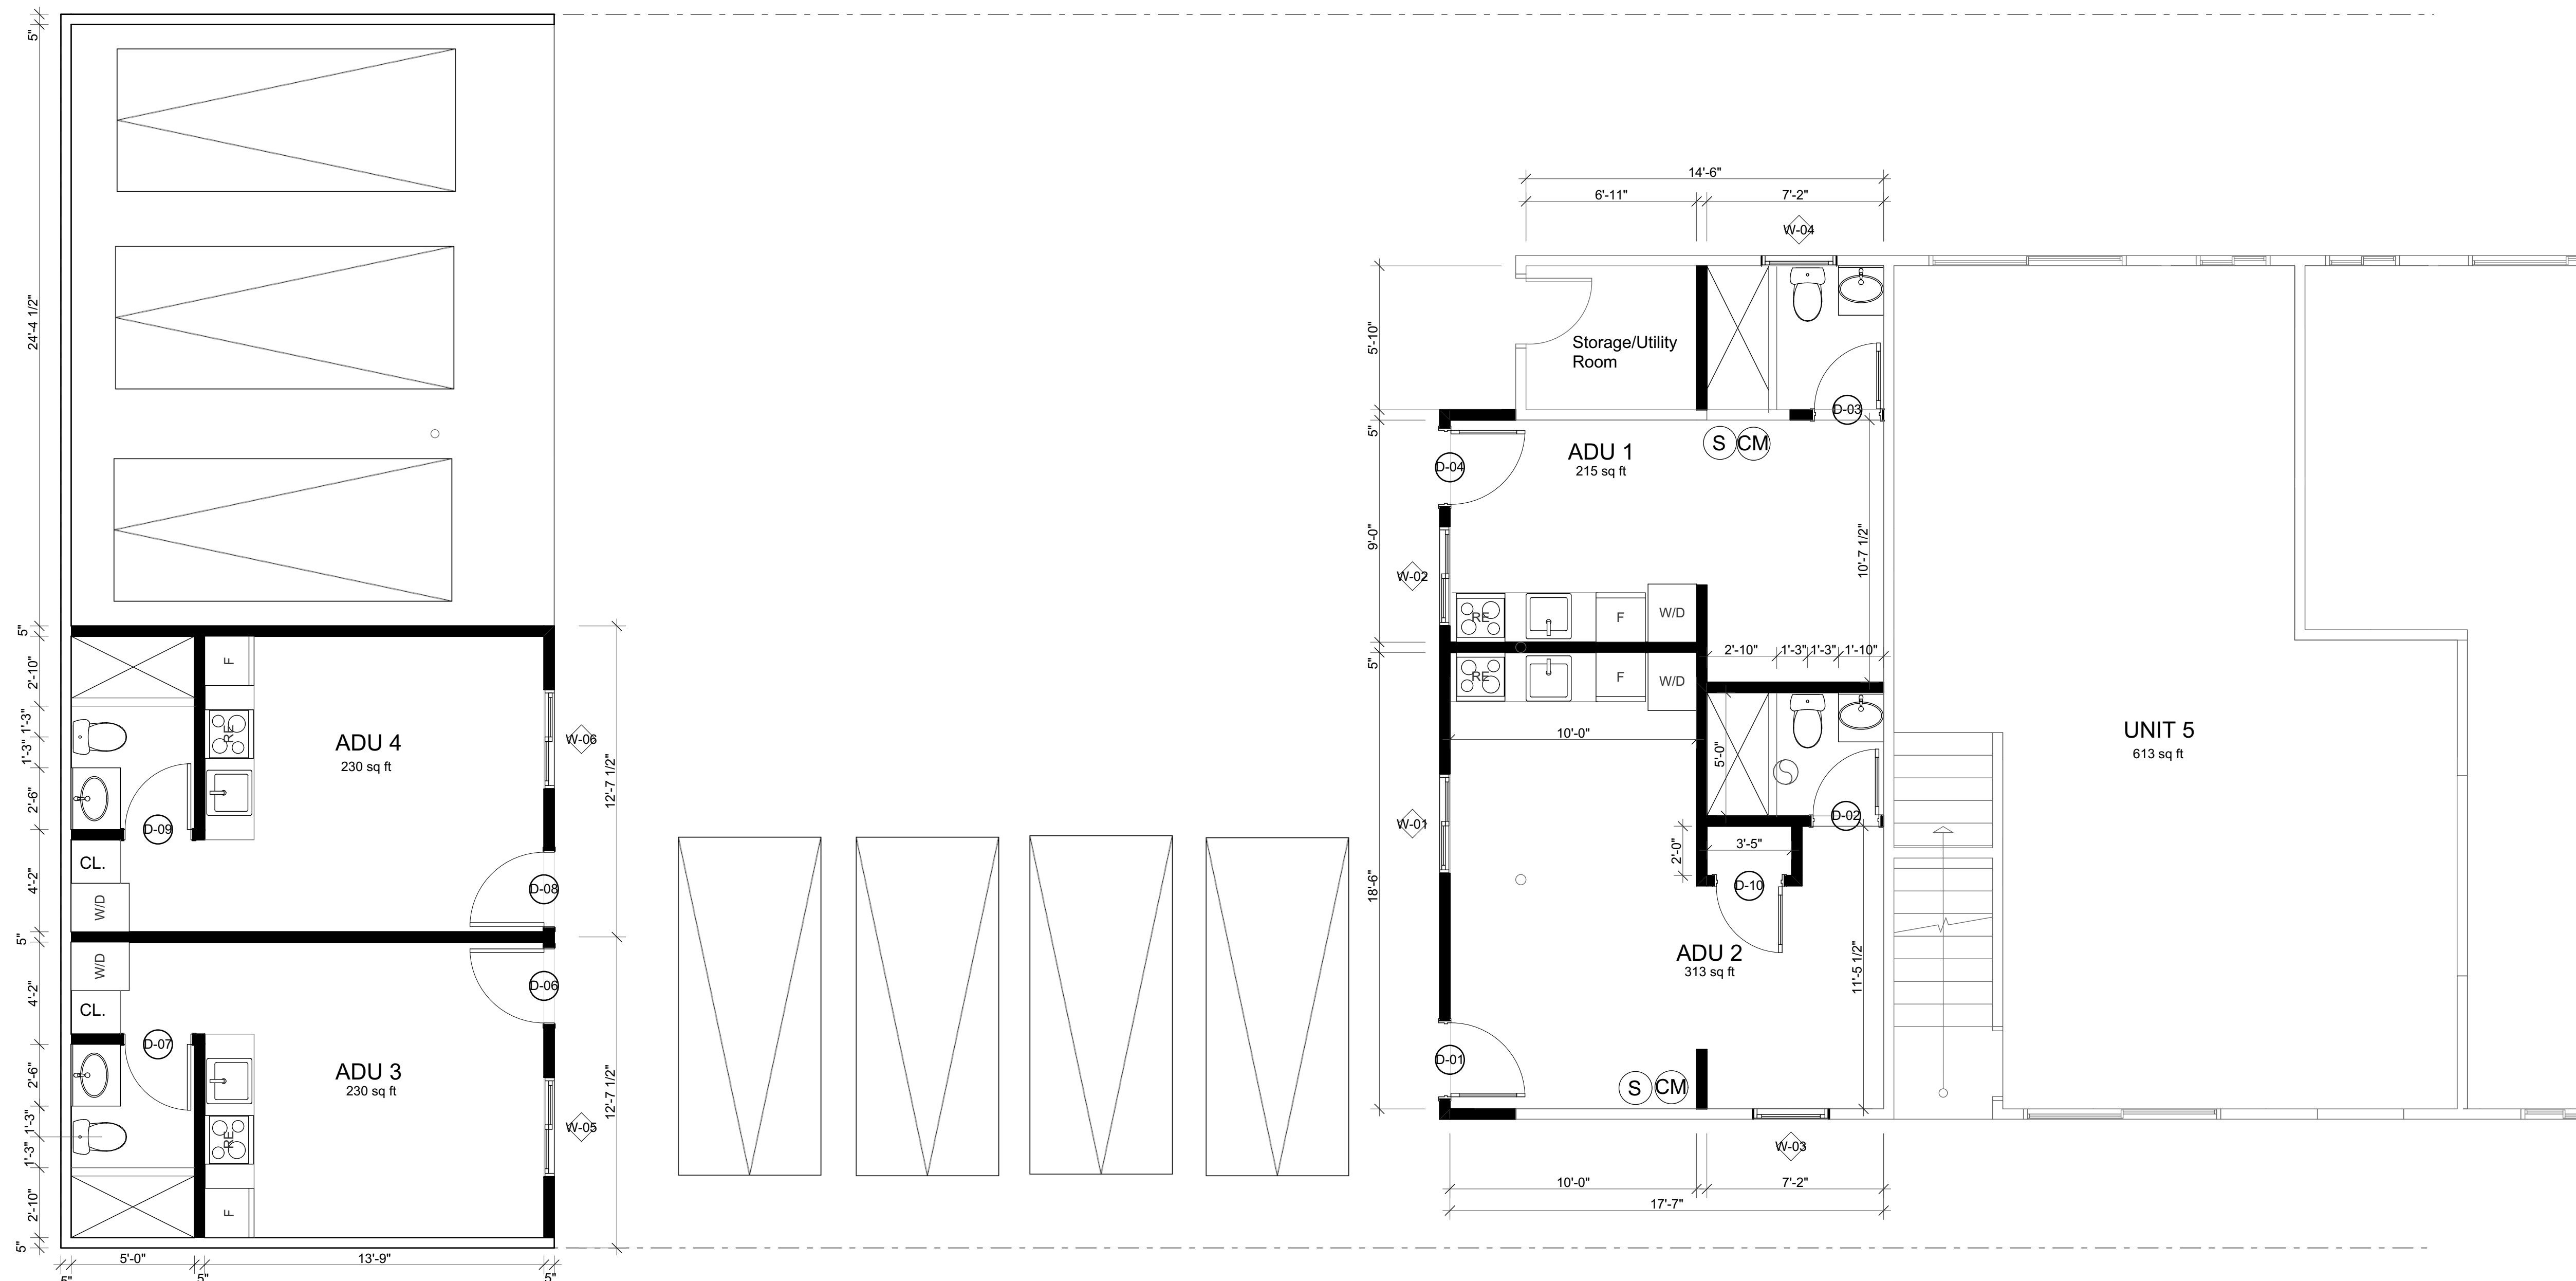 5"
24'-4 1/2"
5"
2'-10"
1'-3"
1'-3"
2'-6"
4'-2"
5"
4'-2"
2'-6"
1'-3"
1'-3"
2'-10"
5"
5"
5'-0"
5"
13'-9"
5"
F
RE
ADU 4
230 sq ft
W-06
D-09
CL.
W/D
D-08
12'-7 1/2"
W/D
CL.
D-07
D-06
ADU 3
230 sq ft
RE
F
W-05
12'-7 1/2"
14'-6"
6'-11"
7'-2"
W-04
5'-10"
Storage/Utility
Room
D-03
5"
ADU 1
215 sq ft
S
CM
D-04
9'-0"
10'-7 1/2"
W-02
RE
F
W/D
5"
2'-10"
1'-3"
1'-3"
1'-10"
RE
F
W/D
10'-0"
5'-0"
W-01
D-02
2'-0"
3'-5"
D-10
18'-6"
ADU 2
313 sq ft
11'-5 1/2"
D-01
S
CM
W-03
10'-0"
7'-2"
17'-7"
UNIT 5
613 sq ft